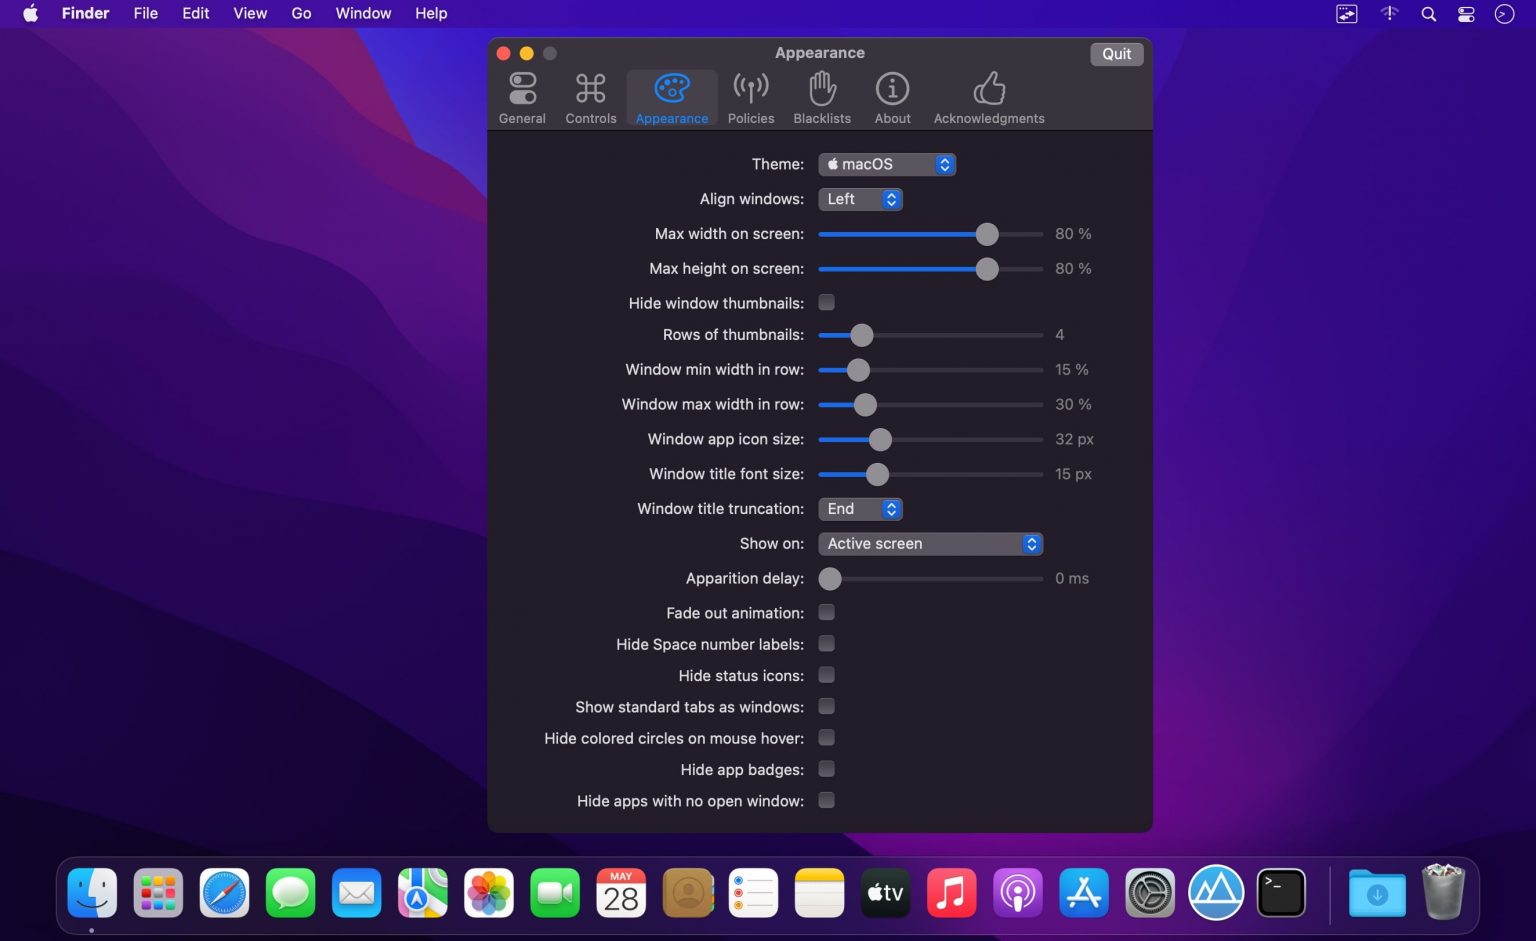 Finder File Edit View Go Window Help
Appearance Quit
General Controls Appearance Policies Blacklists About Acknowledgments
Theme: macOS
Align windows: Left
Max width on screen: 80 %
Max height on screen: 80 %
Hide window thumbnails:
Rows of thumbnails: 4
Window min width in row: 15 %
Window max width in row: 30 %
Window app icon size: 32 px
Window title font size: 15 px
Window title truncation: End
Show on: Active screen
Apparition delay: 0 ms
Fade out animation:
Hide Space number labels:
Hide status icons:
Show standard tabs as windows:
Hide colored circles on mouse hover:
Hide app badges:
Hide apps with no open window:
MAY
28
tv
>_